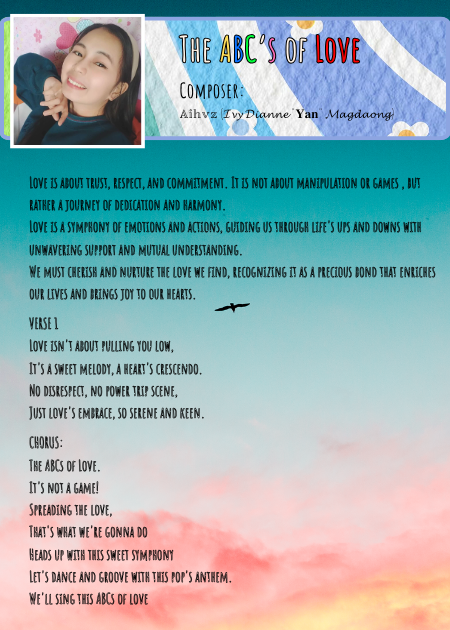 The ABC's of Love
Composer:
Aihvz (Ivy Dianne "Yan" Magdaong)
Love is about trust, respect, and commitment. It is not about manipulation or games , but
rather a journey of dedication and harmony.
Love is a symphony of emotions and actions, guiding us through life's ups and downs with
unwavering support and mutual understanding.
We must cherish and nurture the love we find, recognizing it as a precious bond that enriches
our lives and brings joy to our hearts.
Verse 1
Love isn't about pulling you low,
It's a sweet melody, a heart's crescendo.
No disrespect, no power trip scene,
Just love's embrace, so serene and keen.
Chorus:
The ABCs of Love.
It's not a game!
Spreading the love,
That's what we're gonna do
Heads up with this sweet symphony
Let's dance and groove with this pop's anthem.
We'll sing this ABCs of love